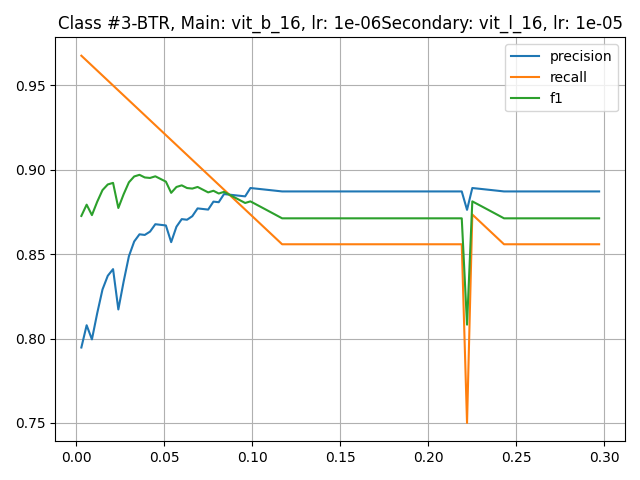 Class #3-BTR, Main: vit_b_16, lr: 1e-06Secondary: vit_l_16, lr: 1e-05
precision
recall
f1
0.95
0.90
0.85
0.80
0.75
0.00 0.05 0.10 0.15 0.20 0.25 0.30